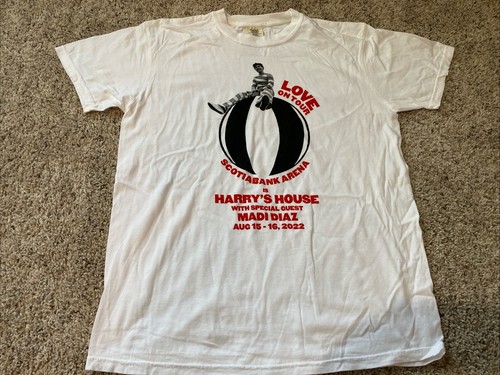 LOVE
ON TOUR
SCOTIABANK ARENA
IS
HARRY'S HOUSE
WITH SPECIAL GUEST
MADI DIAZ
AUG 15 - 16, 2022